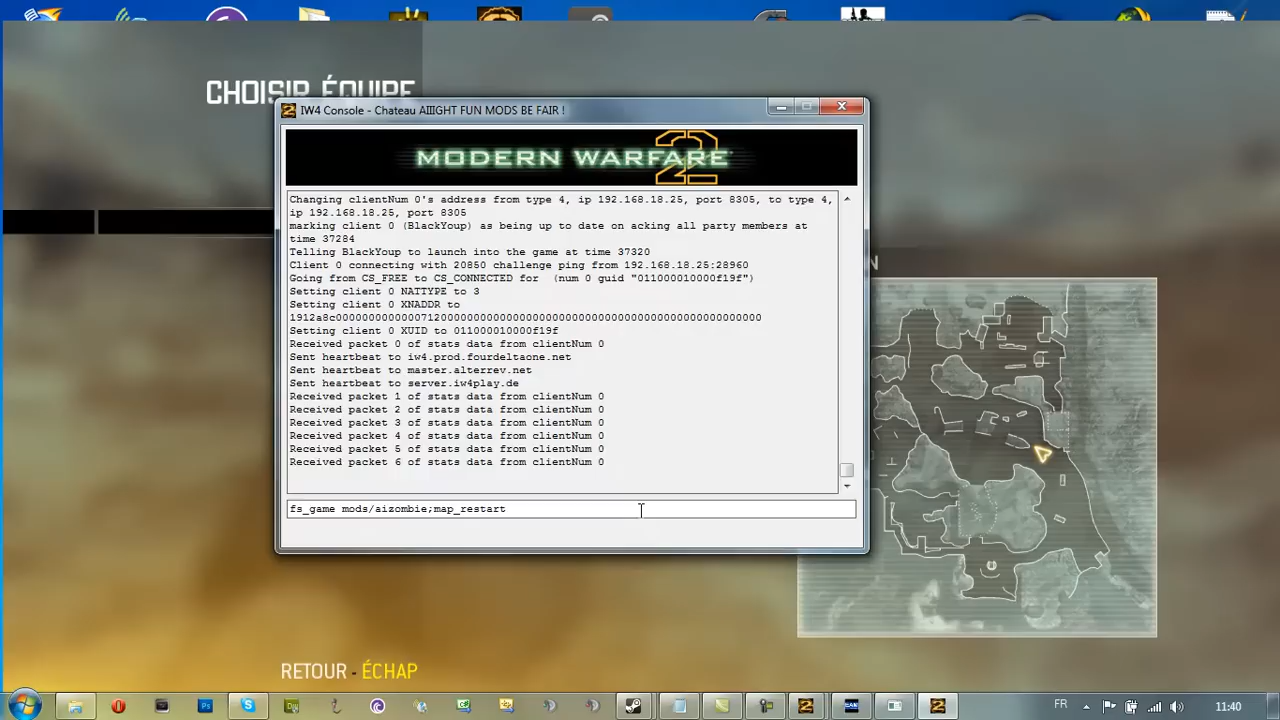 CHOISIR ÉQUIPE
IW4 Console - Chateau AIIIGHT FUN MODS BE FAIR !
MODERN WARFARE 2
Changing clientNum 0's address from type 4, ip 192.168.18.25, port 8305, to type 4,
ip 192.168.18.25, port 8305
marking client 0 (BlackYoup) as being up to date on acking all party members at
time 37284
Telling BlackYoup to launch into the game at time 37320
Client 0 connecting with 20850 challenge ping from 192.168.18.25:28960
Going from CS_FREE to CS_CONNECTED for  (num 0 guid "011000010000f19f")
Setting client 0 NATTYPE to 3
Setting client 0 XNADDR to
Setting client 0 XUID to 011000010000f19f
Received packet 0 of stats data from clientNum 0
Sent heartbeat to iw4.prod.fourdeltaone.net
Sent heartbeat to master.alterrev.net
Sent heartbeat to server.iw4play.de
Received packet 1 of stats data from clientNum 0
Received packet 2 of stats data from clientNum 0
Received packet 3 of stats data from clientNum 0
Received packet 4 of stats data from clientNum 0
Received packet 5 of stats data from clientNum 0
Received packet 6 of stats data from clientNum 0
fs_game mods/aizombie;map_restart
N
RETOUR - ÉCHAP
FR
11:40